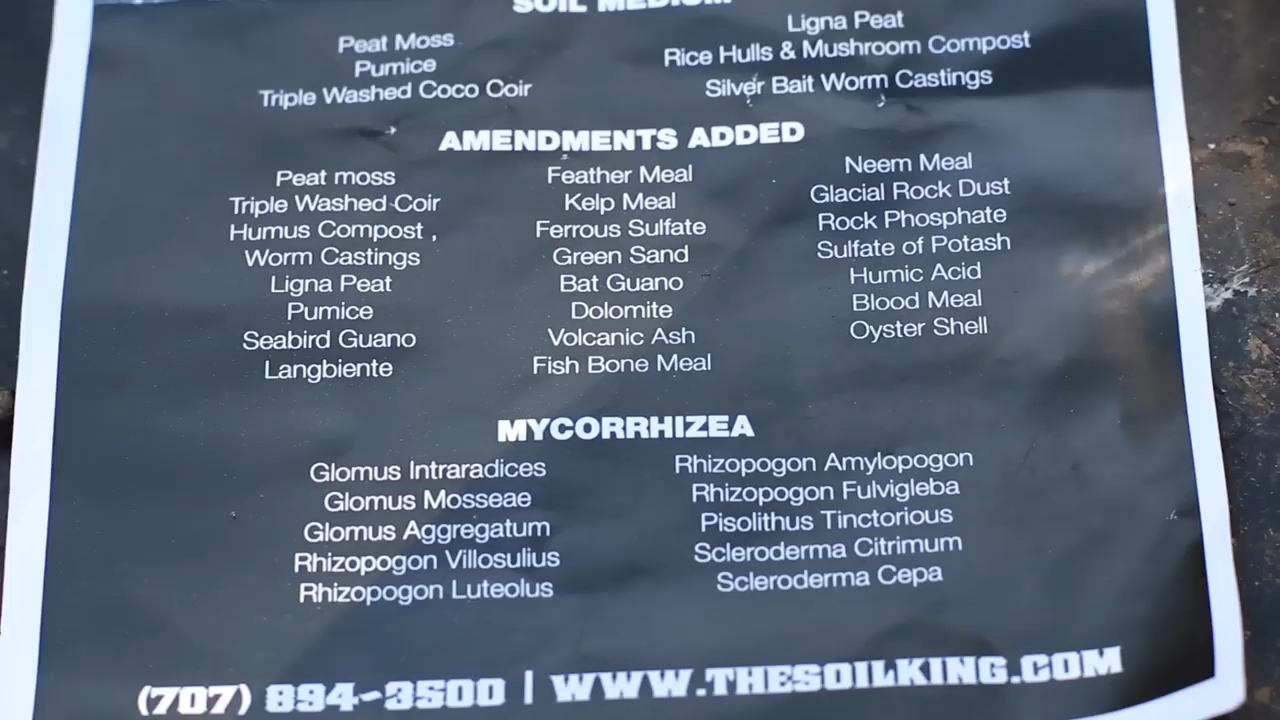 SOIL MEDIUM
Peat Moss
Pumice
Triple Washed Coco Coir
Ligna Peat
Rice Hulls & Mushroom Compost
Silver Bait Worm Castings
AMENDMENTS ADDED
Peat moss
Triple Washed Coir
Humus Compost ,
Worm Castings
Ligna Peat
Pumice
Seabird Guano
Langbiente
Feather Meal
Kelp Meal
Ferrous Sulfate
Green Sand
Bat Guano
Dolomite
Volcanic Ash
Fish Bone Meal
Neem Meal
Glacial Rock Dust
Rock Phosphate
Sulfate of Potash
Humic Acid
Blood Meal
Oyster Shell
MYCORRHIZEA
Glomus Intraradices
Glomus Mosseae
Glomus Aggregatum
Rhizopogon Villosulius
Rhizopogon Luteolus
Rhizopogon Amylopogon
Rhizopogon Fulvigleba
Pisolithus Tinctorious
Scleroderma Citrimum
Scleroderma Cepa
(707) 894-3500 | WWW.THESOILKING.COM